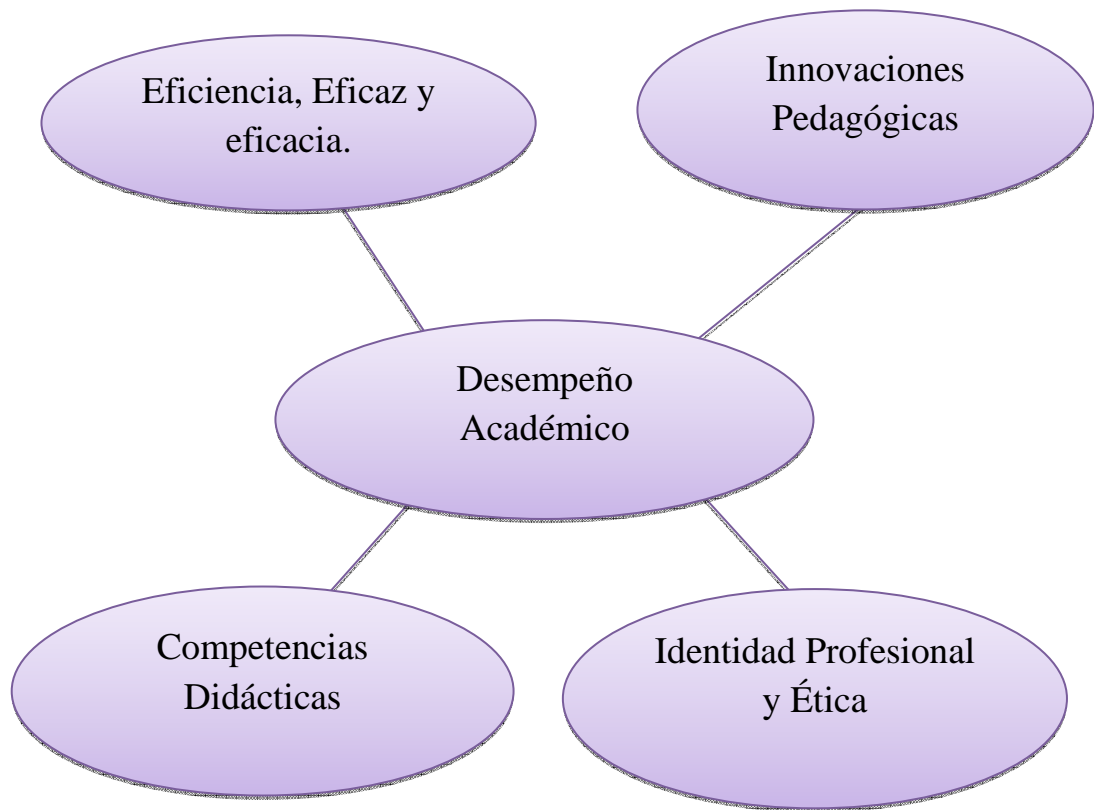 Eficiencia, Eficaz y
eficacia.
Innovaciones
Pedagógicas
Desempeño
Académico
Competencias
Didácticas
Identidad Profesional
y Ética